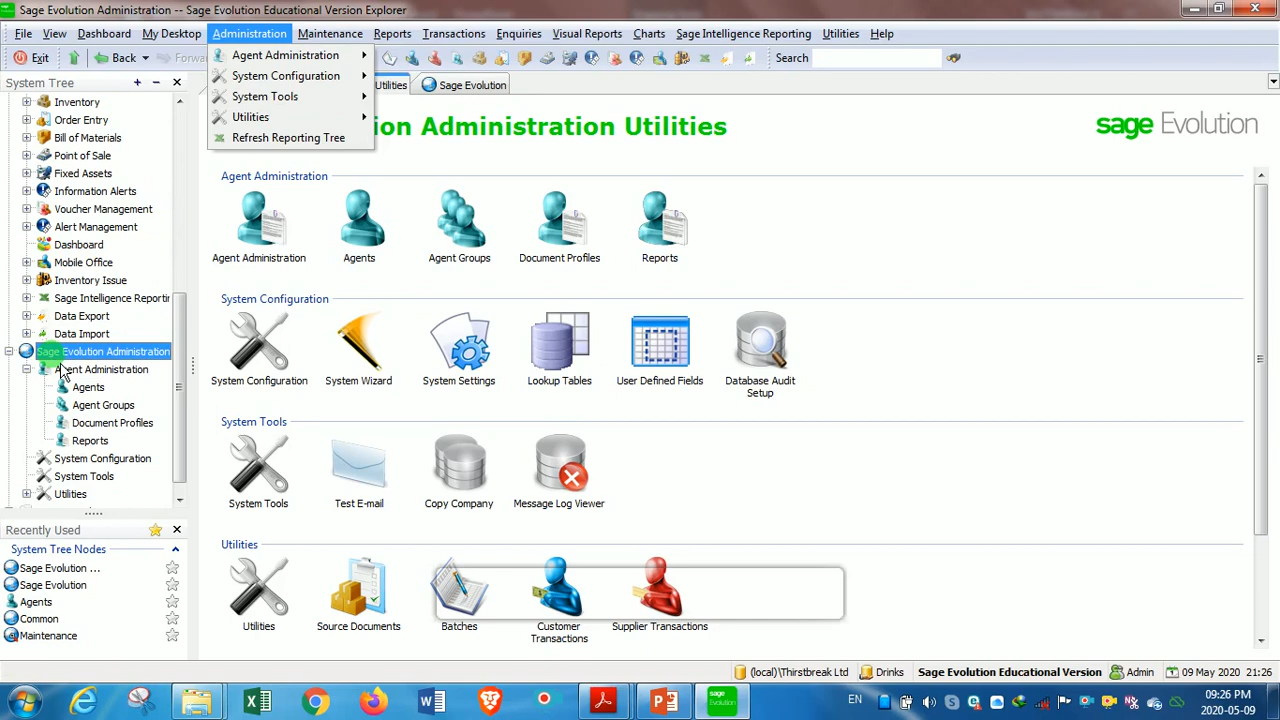 Sage Evolution Administration -- Sage Evolution Educational Version Explorer
File View Dashboard My Desktop Administration Maintenance Reports Transactions Enquiries Visual Reports Charts Sage Intelligence Reporting Utilities Help
Exit Back Forward Search
System Tree
Utilities Sage Evolution
Agent Administration
System Configuration
System Tools
Utilities
Refresh Reporting Tree
Inventory
Order Entry
Bill of Materials
Point of Sale
Fixed Assets
Information Alerts
Voucher Management
Alert Management
Dashboard
Mobile Office
Inventory Issue
Sage Intelligence Reportin
Data Export
Data Import
Sage Evolution Administration
Agent Administration
Agents
Agent Groups
Document Profiles
Reports
System Configuration
System Tools
Utilities
Recently Used
System Tree Nodes
Sage Evolution ...
Sage Evolution
Agents
Common
Maintenance
ion Administration Utilities
sage Evolution
Agent Administration
Agent Administration Agents Agent Groups Document Profiles Reports
System Configuration
System Configuration System Wizard System Settings Lookup Tables User Defined Fields Database Audit
Setup
System Tools
System Tools Test E-mail Copy Company Message Log Viewer
Utilities
Utilities Source Documents Batches Customer Supplier Transactions
Transactions
(local)\Thirstbreak Ltd Drinks Sage Evolution Educational Version Admin 09 May 2020 21:26
sage
Evolution
EN 09:26 PM
2020-05-09